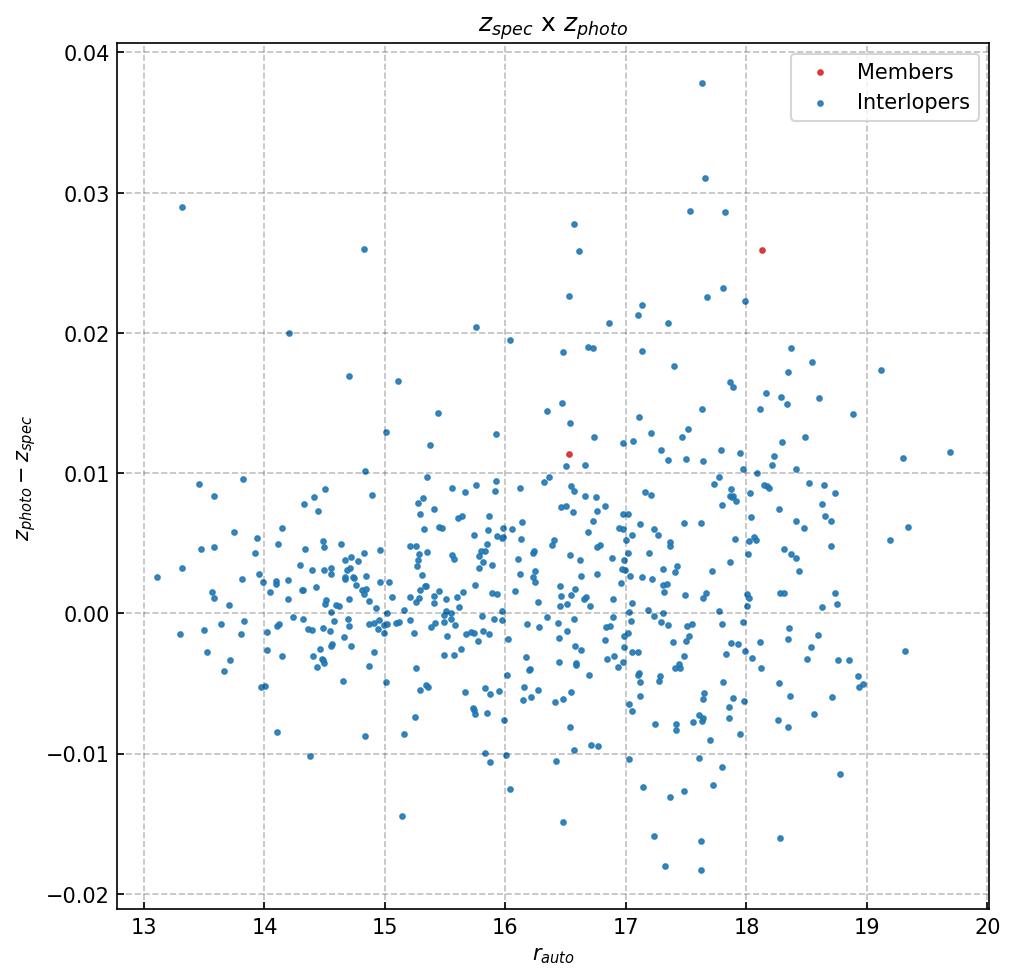 z_spec x z_photo
Members
Interlopers
0.04
0.03
0.02
0.01
0.00
−0.01
−0.02
z_photo − z_spec
13 14 15 16 17 18 19 20
r_auto